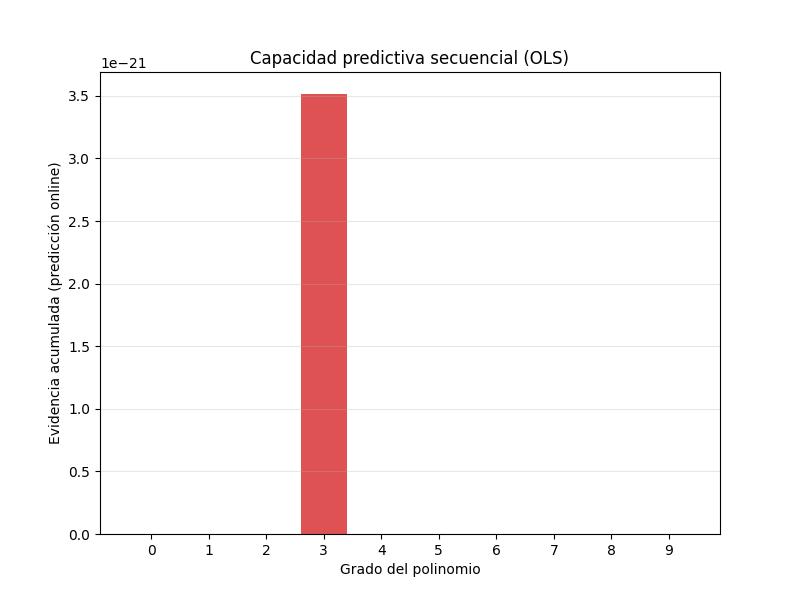 Capacidad predictiva secuencial (OLS)
1e−21
Evidencia acumulada (predicción online)
3.5
3.0
2.5
2.0
1.5
1.0
0.5
0.0
0 1 2 3 4 5 6 7 8 9
Grado del polinomio